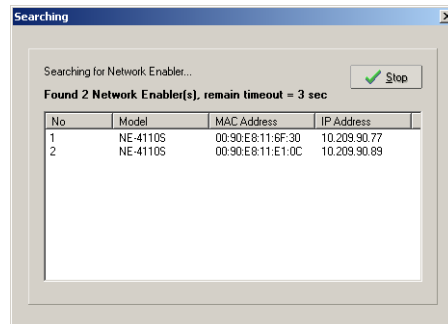 Searching
Searching for Network Enabler...
Stop
Found 2 Network Enabler(s), remain timeout = 3 sec
No Model MAC Address IP Address
1 NE-4110S 00:90:E8:11:6F:30 10.209.90.77
2 NE-4110S 00:90:E8:11:E1:0C 10.209.90.89